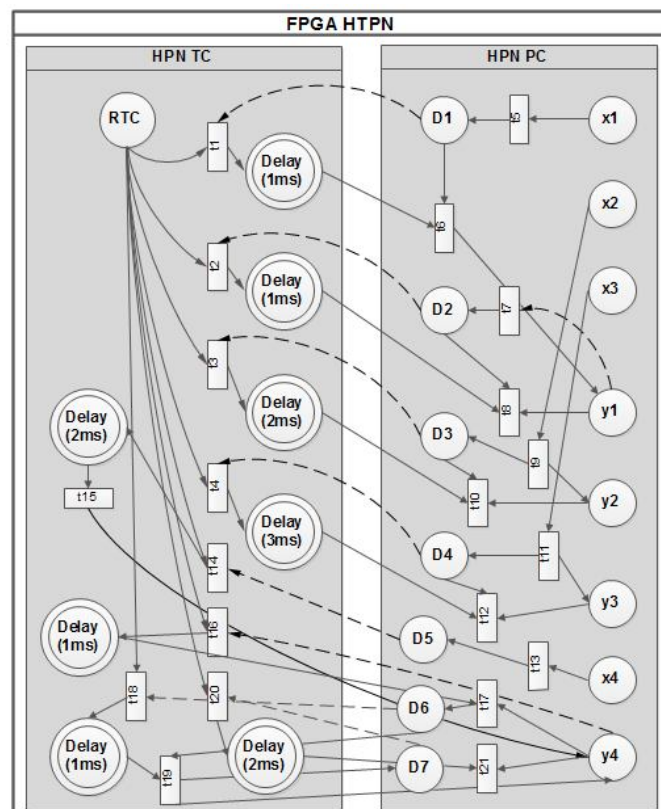 FPGA HTPN
HPN TC
HPN PC
RTC
t1
D1
t5
x1
Delay
(1ms)
x2
t6
t2
Delay
(1ms)
x3
D2
t7
t3
Delay
(2ms)
y1
t8
Delay
(2ms)
D3
t9
t4
t10
y2
t15
Delay
(3ms)
t11
D4
t14
t12
y3
Delay
(1ms)
t16
D5
t13
x4
t18
t20
D6
t17
Delay
(1ms)
t19
Delay
(2ms)
D7
t21
y4